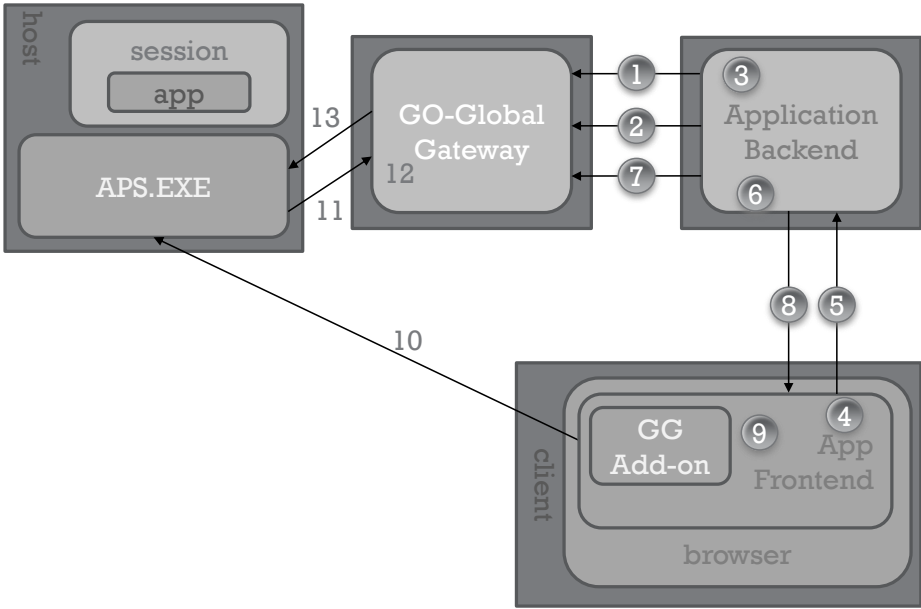 host
session
app
APS.EXE
13
11
GO-Global
Gateway
12
1
2
7
3
Application
Backend
6
8
5
10
client
GG
Add-on
9
4
App
Frontend
browser